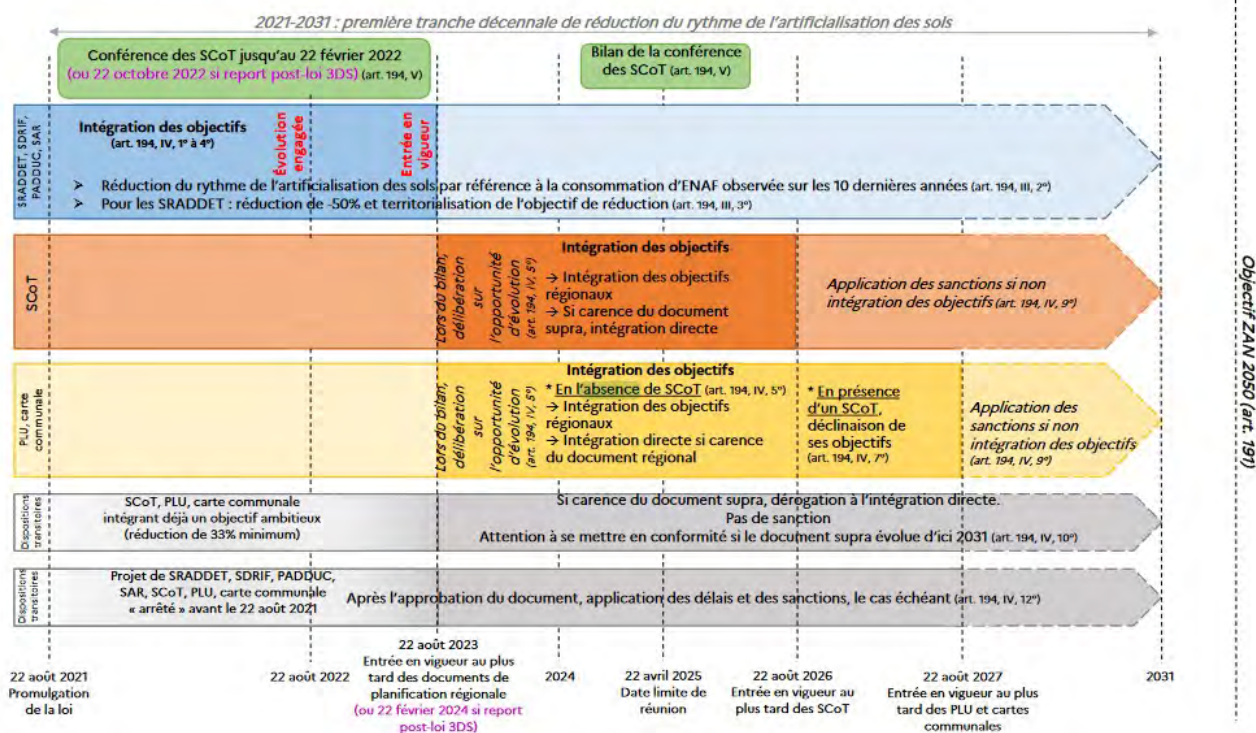 2021-2031 : première tranche décennale de réduction du rythme de l'artificialisation des sols
Conférence des SCoT jusqu'au 22 février 2022
(ou 22 octobre 2022 si report post-loi 3DS) (art. 194, V)
Bilan de la conférence
des SCoT (art. 194, V)
SRADDET, SDRIF,
PADDUC, SAR
Intégration des objectifs
(art. 194, IV, 1° à 4°)
Évolution
engagée
Entrée en
vigueur
➢ Réduction du rythme de l'artificialisation des sols par référence à la consommation d'ENAF observée sur les 10 dernières années (art. 194, III, 2°)
➢ Pour les SRADDET : réduction de -50% et territorialisation de l'objectif de réduction (art. 194, III, 3°)
SCoT
Lors du bilan,
délibération
sur
l'opportunité
d'évolution
(art. 194, IV, 5°)
Intégration des objectifs
→ Intégration des objectifs
régionaux
→ Si carence du document
supra, intégration directe
Application des sanctions si non
intégration des objectifs (art. 194, IV, 9°)
PLU, carte
communale
Lors du bilan,
délibération
sur
l'opportunité
d'évolution
(art. 194, IV, 5°)
Intégration des objectifs
* En l'absence de SCoT (art. 194, IV, 5°)
→ Intégration des objectifs
régionaux
→ Intégration directe si carence
du document régional
* En présence
d'un SCoT,
déclinaison de
ses objectifs
(art. 194, IV, 7°)
Application des
sanctions si non
intégration des objectifs
(art. 194, IV, 9°)
Dispositions
transitoires
SCoT, PLU, carte communale
intégrant déjà un objectif ambitieux
(réduction de 33% minimum)
Si carence du document supra, dérogation à l'intégration directe.
Pas de sanction
Attention à se mettre en conformité si le document supra évolue d'ici 2031 (art. 194, IV, 10°)
Dispositions
transitoires
Projet de SRADDET, SDRIF, PADDUC,
SAR, SCoT, PLU, carte communale
« arrêté » avant le 22 août 2021
Après l'approbation du document, application des délais et des sanctions, le cas échéant (art. 194, IV, 12°)
22 août 2021
Promulgation
de la loi
22 août 2022
22 août 2023
Entrée en vigueur au plus
tard des documents de
planification régionale
(ou 22 février 2024 si report
post-loi 3DS)
2024
22 avril 2025
Date limite de
réunion
22 août 2026
Entrée en vigueur au
plus tard des SCoT
22 août 2027
Entrée en vigueur au plus
tard des PLU et cartes
communales
2031
Objectif ZAN 2050 (art. 191)